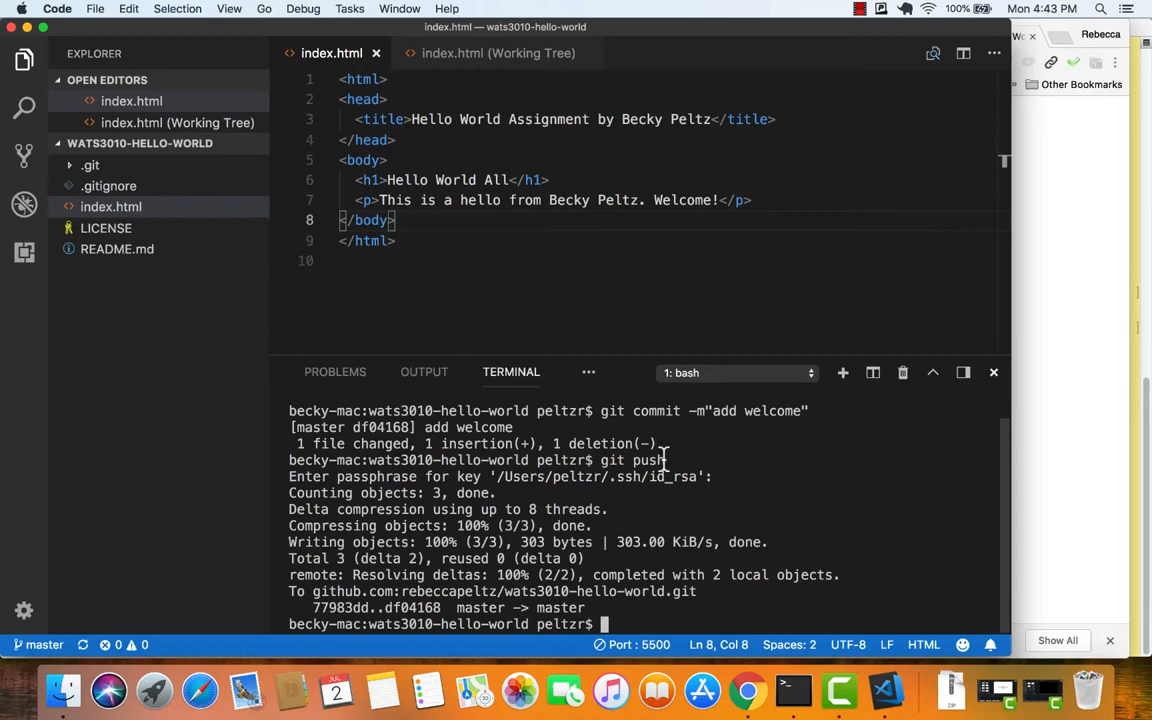 Code File Edit Selection View Go Debug Tasks Window Help 100% Mon 4:43 PM
index.html — wats3010-hello-world
Rebecca
Other Bookmarks
EXPLORER
OPEN EDITORS
index.html
index.html (Working Tree)
WATS3010-HELLO-WORLD
.git
.gitignore
index.html
LICENSE
README.md
index.html
index.html (Working Tree)
1 <html>
2 <head>
3 <title>Hello World Assignment by Becky Peltz</title>
4 </head>
5 <body>
6 <h1>Hello World All</h1>
7 <p>This is a hello from Becky Peltz. Welcome!</p>
8 </body>
9 </html>
10
PROBLEMS OUTPUT TERMINAL 1: bash
becky-mac:wats3010-hello-world peltzr$ git commit -m"add welcome"
[master df04168] add welcome
1 file changed, 1 insertion(+), 1 deletion(-)
becky-mac:wats3010-hello-world peltzr$ git push
Enter passphrase for key '/Users/peltzr/.ssh/id_rsa':
Counting objects: 3, done.
Delta compression using up to 8 threads.
Compressing objects: 100% (3/3), done.
Writing objects: 100% (3/3), 303 bytes | 303.00 KiB/s, done.
Total 3 (delta 2), reused 0 (delta 0)
remote: Resolving deltas: 100% (2/2), completed with 2 local objects.
To github.com:rebeccapeltz/wats3010-hello-world.git
77983dd..df04168 master -> master
becky-mac:wats3010-hello-world peltzr$
master 0 0 Port : 5500 Ln 8, Col 8 Spaces: 2 UTF-8 LF HTML
Show All
JUL
2
ZIP